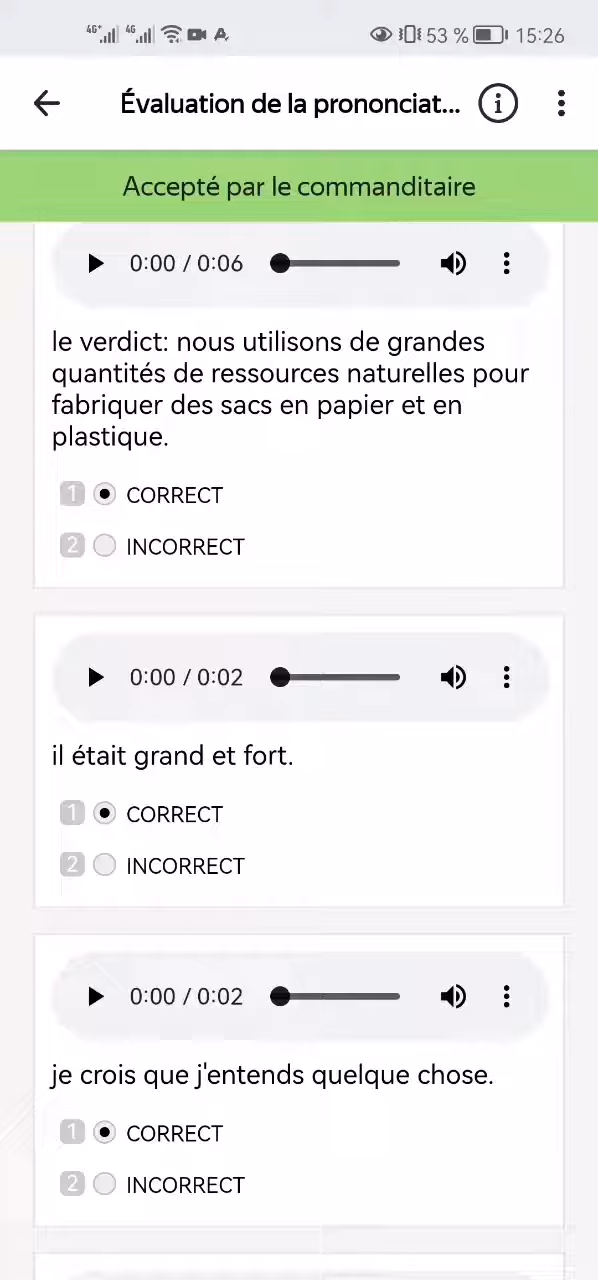 4G+ 4G 53 % 15:26
Évaluation de la prononciat...
Accepté par le commanditaire
0:00 / 0:06
le verdict: nous utilisons de grandes
quantités de ressources naturelles pour
fabriquer des sacs en papier et en
plastique.
1 CORRECT
2 INCORRECT
0:00 / 0:02
il était grand et fort.
1 CORRECT
2 INCORRECT
0:00 / 0:02
je crois que j'entends quelque chose.
1 CORRECT
2 INCORRECT